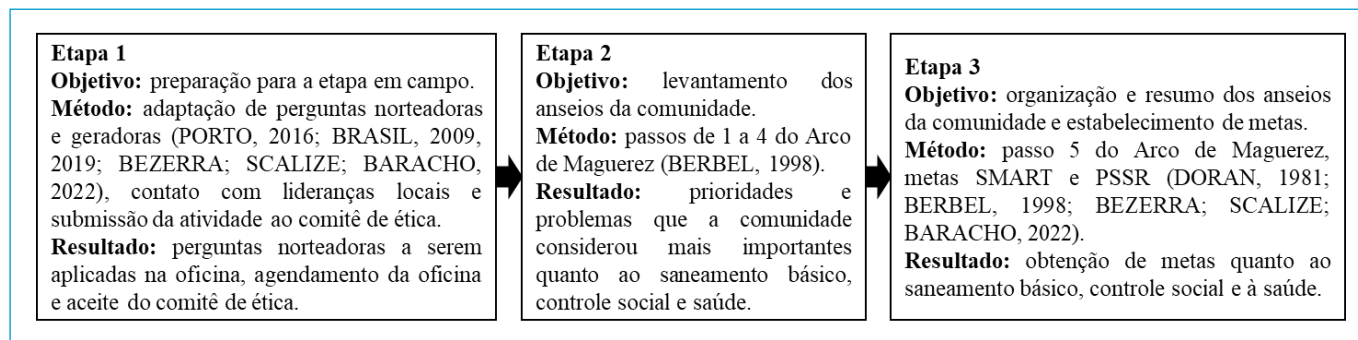 Etapa 1
Objetivo: preparação para a etapa em campo.
Método: adaptação de perguntas norteadoras
e geradoras (PORTO, 2016; BRASIL, 2009,
2019; BEZERRA; SCALIZE; BARACHO,
2022), contato com lideranças locais e
submissão da atividade ao comitê de ética.
Resultado: perguntas norteadoras a serem
aplicadas na oficina, agendamento da oficina
e aceite do comitê de ética.
Etapa 2
Objetivo: levantamento dos
anseios da comunidade.
Método: passos de 1 a 4 do Arco
de Maguerez (BERBEL, 1998).
Resultado: prioridades e
problemas que a comunidade
considerou mais importantes
quanto ao saneamento básico,
controle social e saúde.
Etapa 3
Objetivo: organização e resumo dos anseios
da comunidade e estabelecimento de metas.
Método: passo 5 do Arco de Maguerez,
metas SMART e PSSR (DORAN, 1981;
BERBEL, 1998; BEZERRA; SCALIZE;
BARACHO, 2022).
Resultado: obtenção de metas quanto ao
saneamento básico, controle social e à saúde.